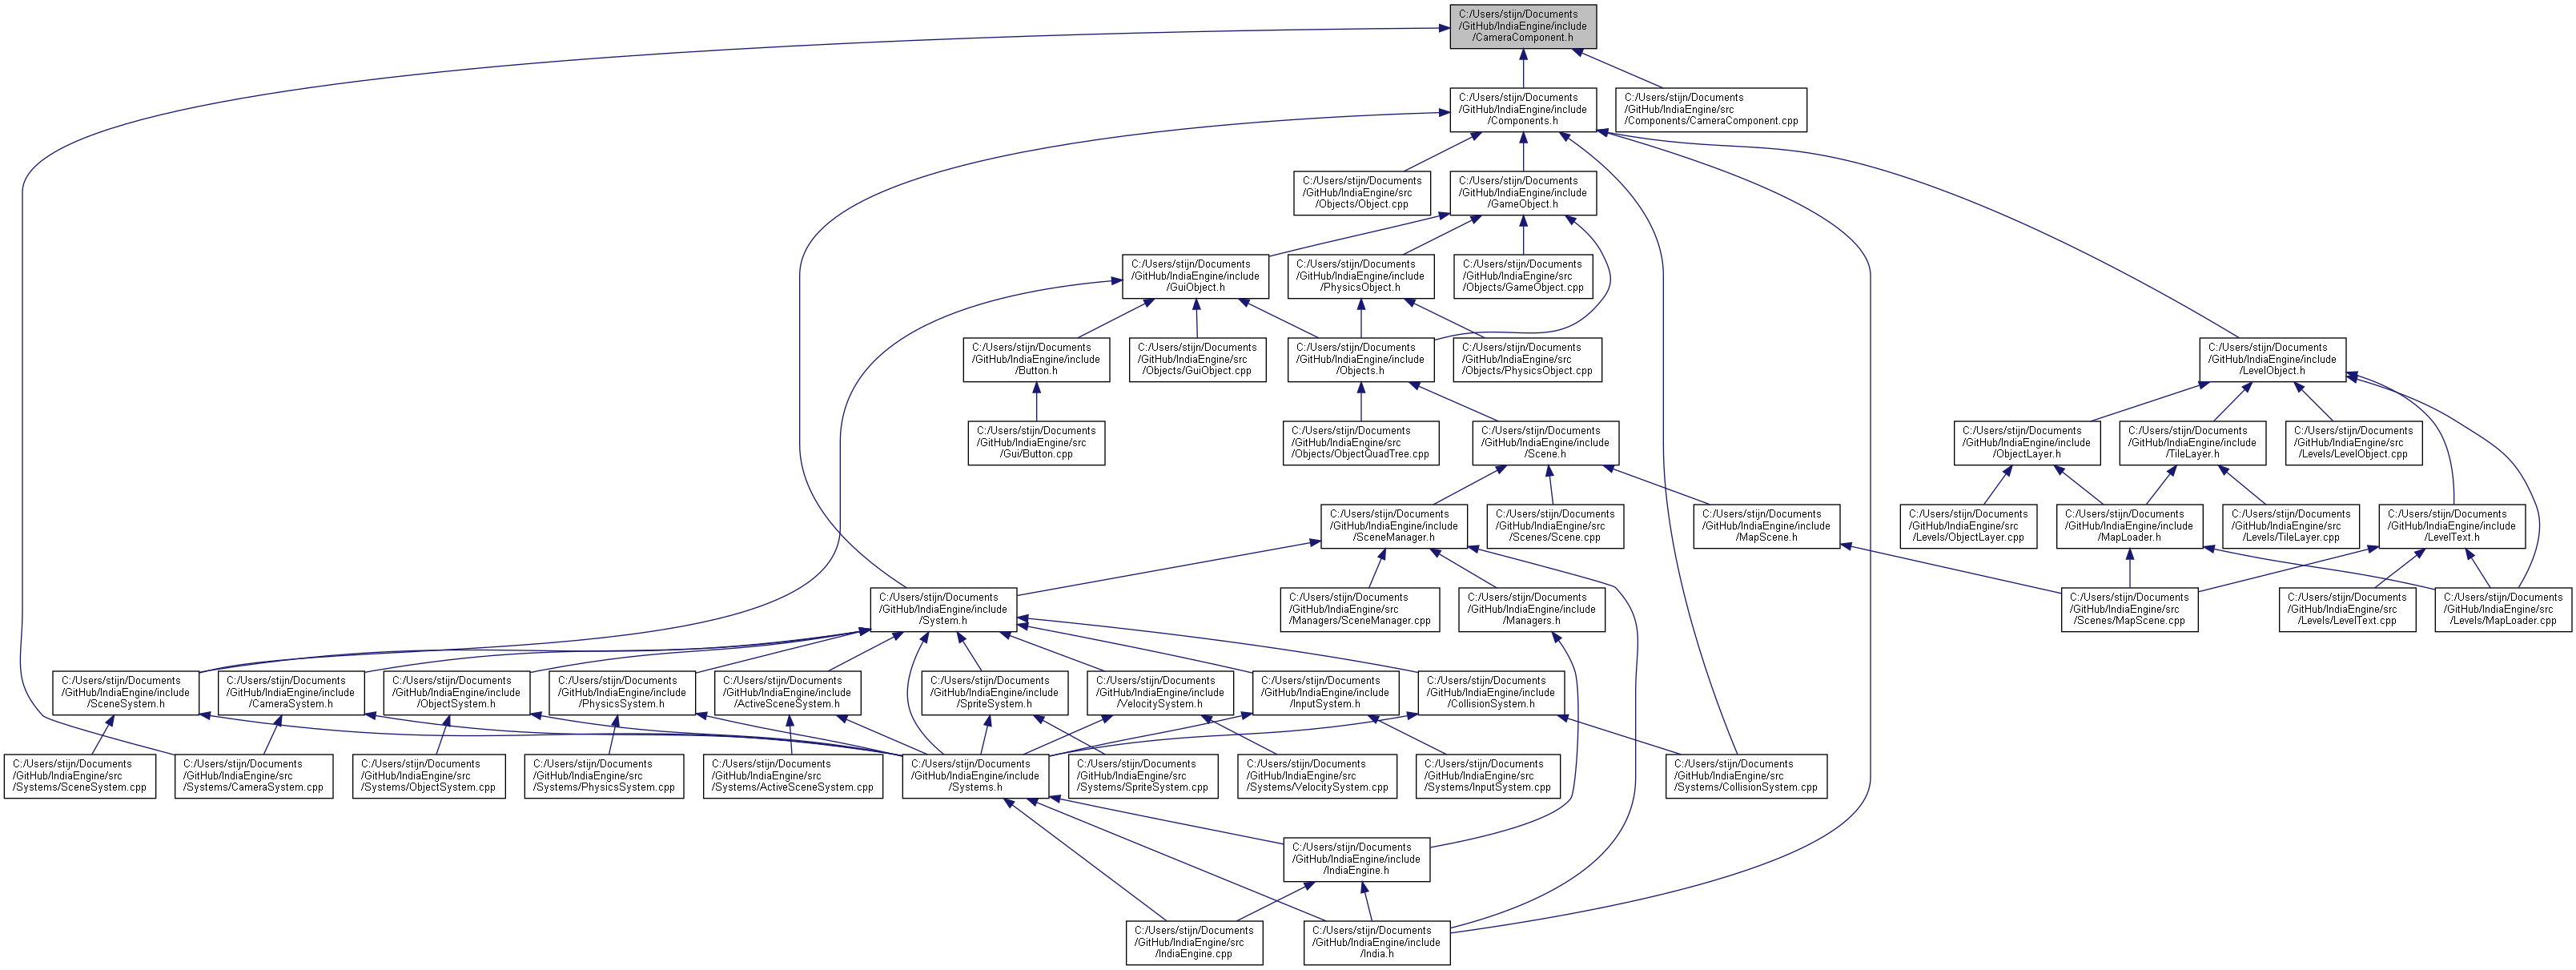 C:/Users/stijn/Documents
/GitHub/IndiaEngine/include
/CameraComponent.h
C:/Users/stijn/Documents
/GitHub/IndiaEngine/include
/Components.h
C:/Users/stijn/Documents
/GitHub/IndiaEngine/src
/Components/CameraComponent.cpp
C:/Users/stijn/Documents
/GitHub/IndiaEngine/src
/Objects/Object.cpp
C:/Users/stijn/Documents
/GitHub/IndiaEngine/include
/GameObject.h
C:/Users/stijn/Documents
/GitHub/IndiaEngine/include
/GuiObject.h
C:/Users/stijn/Documents
/GitHub/IndiaEngine/include
/PhysicsObject.h
C:/Users/stijn/Documents
/GitHub/IndiaEngine/src
/Objects/GameObject.cpp
C:/Users/stijn/Documents
/GitHub/IndiaEngine/include
/Button.h
C:/Users/stijn/Documents
/GitHub/IndiaEngine/src
/Objects/GuiObject.cpp
C:/Users/stijn/Documents
/GitHub/IndiaEngine/include
/Objects.h
C:/Users/stijn/Documents
/GitHub/IndiaEngine/src
/Objects/PhysicsObject.cpp
C:/Users/stijn/Documents
/GitHub/IndiaEngine/include
/LevelObject.h
C:/Users/stijn/Documents
/GitHub/IndiaEngine/src
/Gui/Button.cpp
C:/Users/stijn/Documents
/GitHub/IndiaEngine/src
/Objects/ObjectQuadTree.cpp
C:/Users/stijn/Documents
/GitHub/IndiaEngine/include
/Scene.h
C:/Users/stijn/Documents
/GitHub/IndiaEngine/include
/ObjectLayer.h
C:/Users/stijn/Documents
/GitHub/IndiaEngine/include
/TileLayer.h
C:/Users/stijn/Documents
/GitHub/IndiaEngine/src
/Levels/LevelObject.cpp
C:/Users/stijn/Documents
/GitHub/IndiaEngine/include
/SceneManager.h
C:/Users/stijn/Documents
/GitHub/IndiaEngine/src
/Scenes/Scene.cpp
C:/Users/stijn/Documents
/GitHub/IndiaEngine/include
/MapScene.h
C:/Users/stijn/Documents
/GitHub/IndiaEngine/src
/Levels/ObjectLayer.cpp
C:/Users/stijn/Documents
/GitHub/IndiaEngine/include
/MapLoader.h
C:/Users/stijn/Documents
/GitHub/IndiaEngine/src
/Levels/TileLayer.cpp
C:/Users/stijn/Documents
/GitHub/IndiaEngine/include
/LevelText.h
C:/Users/stijn/Documents
/GitHub/IndiaEngine/include
/System.h
C:/Users/stijn/Documents
/GitHub/IndiaEngine/src
/Managers/SceneManager.cpp
C:/Users/stijn/Documents
/GitHub/IndiaEngine/include
/Managers.h
C:/Users/stijn/Documents
/GitHub/IndiaEngine/src
/Scenes/MapScene.cpp
C:/Users/stijn/Documents
/GitHub/IndiaEngine/src
/Levels/LevelText.cpp
C:/Users/stijn/Documents
/GitHub/IndiaEngine/src
/Levels/MapLoader.cpp
C:/Users/stijn/Documents
/GitHub/IndiaEngine/include
/SceneSystem.h
C:/Users/stijn/Documents
/GitHub/IndiaEngine/include
/CameraSystem.h
C:/Users/stijn/Documents
/GitHub/IndiaEngine/include
/ObjectSystem.h
C:/Users/stijn/Documents
/GitHub/IndiaEngine/include
/PhysicsSystem.h
C:/Users/stijn/Documents
/GitHub/IndiaEngine/include
/ActiveSceneSystem.h
C:/Users/stijn/Documents
/GitHub/IndiaEngine/include
/SpriteSystem.h
C:/Users/stijn/Documents
/GitHub/IndiaEngine/include
/VelocitySystem.h
C:/Users/stijn/Documents
/GitHub/IndiaEngine/include
/InputSystem.h
C:/Users/stijn/Documents
/GitHub/IndiaEngine/include
/CollisionSystem.h
C:/Users/stijn/Documents
/GitHub/IndiaEngine/src
/Systems/SceneSystem.cpp
C:/Users/stijn/Documents
/GitHub/IndiaEngine/src
/Systems/CameraSystem.cpp
C:/Users/stijn/Documents
/GitHub/IndiaEngine/src
/Systems/ObjectSystem.cpp
C:/Users/stijn/Documents
/GitHub/IndiaEngine/src
/Systems/PhysicsSystem.cpp
C:/Users/stijn/Documents
/GitHub/IndiaEngine/src
/Systems/ActiveSceneSystem.cpp
C:/Users/stijn/Documents
/GitHub/IndiaEngine/include
/Systems.h
C:/Users/stijn/Documents
/GitHub/IndiaEngine/src
/Systems/SpriteSystem.cpp
C:/Users/stijn/Documents
/GitHub/IndiaEngine/src
/Systems/VelocitySystem.cpp
C:/Users/stijn/Documents
/GitHub/IndiaEngine/src
/Systems/InputSystem.cpp
C:/Users/stijn/Documents
/GitHub/IndiaEngine/src
/Systems/CollisionSystem.cpp
C:/Users/stijn/Documents
/GitHub/IndiaEngine/include
/IndiaEngine.h
C:/Users/stijn/Documents
/GitHub/IndiaEngine/src
/IndiaEngine.cpp
C:/Users/stijn/Documents
/GitHub/IndiaEngine/include
/India.h